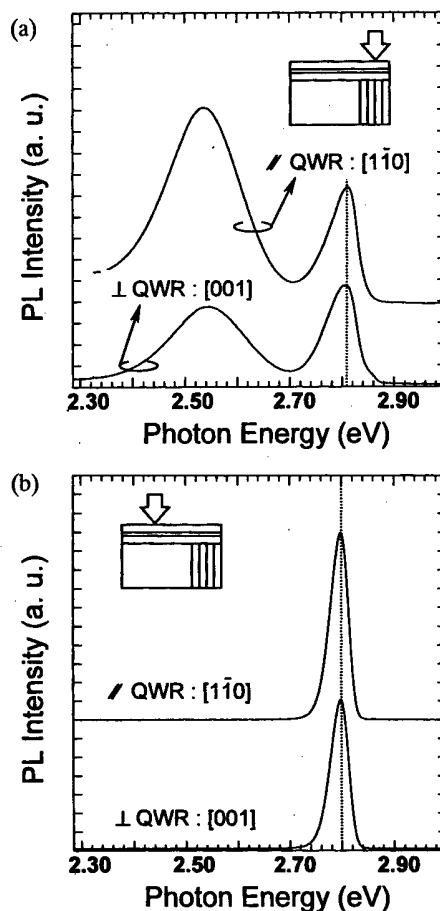 (a)
PL Intensity (a. u.)
// QWR : [11̄0]
⊥ QWR : [001]
2.30 2.50 2.70 2.90
Photon Energy (eV)
(b)
PL Intensity (a. u.)
// QWR : [11̄0]
⊥ QWR : [001]
2.30 2.50 2.70 2.90
Photon Energy (eV)